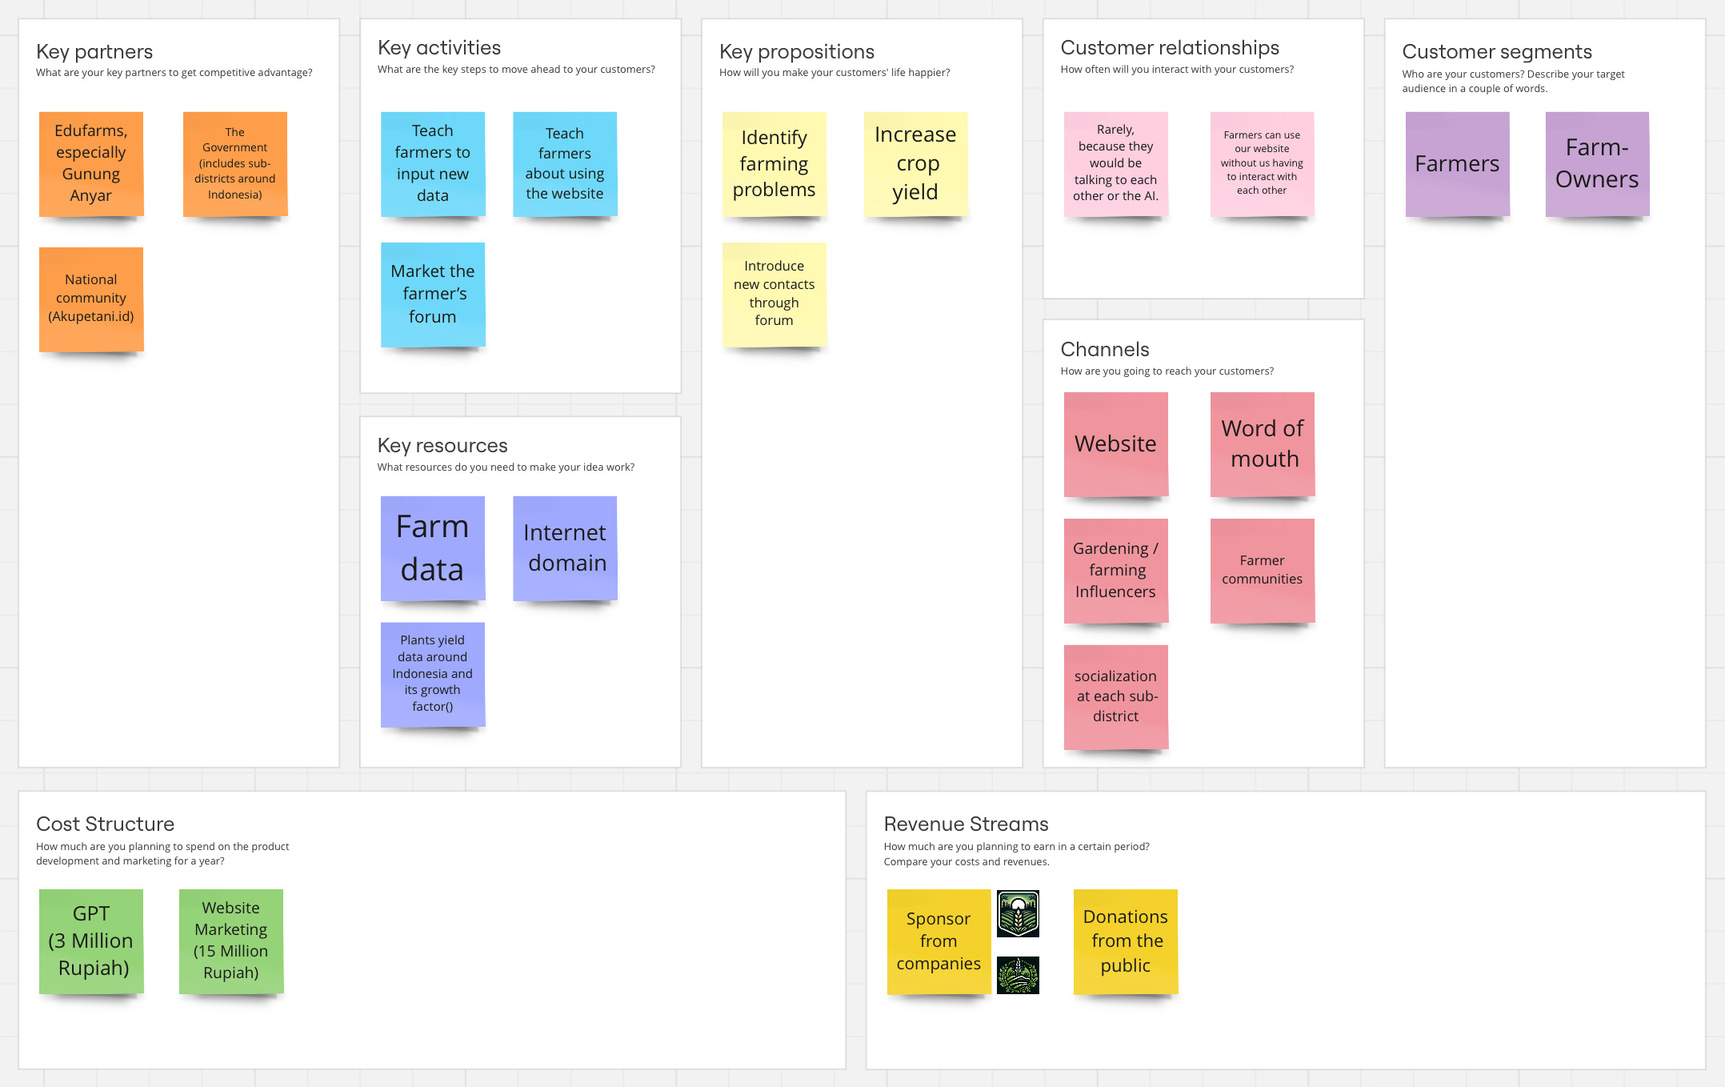 Key partners
What are your key partners to get competitive advantage?
Edufarms,
especially
Gunung
Anyar
The
Government
(includes sub-
districts around
Indonesia)
National
community
(Akupetani.id)
Key activities
What are the key steps to move ahead to your customers?
Teach
farmers to
input new
data
Teach
farmers
about using
the website
Market the
farmer’s
forum
Key resources
What resources do you need to make your idea work?
Farm
data
Internet
domain
Plants yield
data around
Indonesia and
its growth
factor()
Key propositions
How will you make your customers' life happier?
Identify
farming
problems
Increase
crop
yield
Introduce
new contacts
through
forum
Customer relationships
How often will you interact with your customers?
Rarely,
because they
would be
talking to each
other or the AI.
Farmers can use
our website
without us having
to interact with
each other
Channels
How are you going to reach your customers?
Website
Word of
mouth
Gardening /
farming
Influencers
Farmer
communities
socialization
at each sub-
district
Customer segments
Who are your customers? Describe your target
audience in a couple of words.
Farmers
Farm-
Owners
Cost Structure
How much are you planning to spend on the product
development and marketing for a year?
GPT
(3 Million
Rupiah)
Website
Marketing
(15 Million
Rupiah)
Revenue Streams
How much are you planning to earn in a certain period?
Compare your costs and revenues.
Sponsor
from
companies
Donations
from the
public